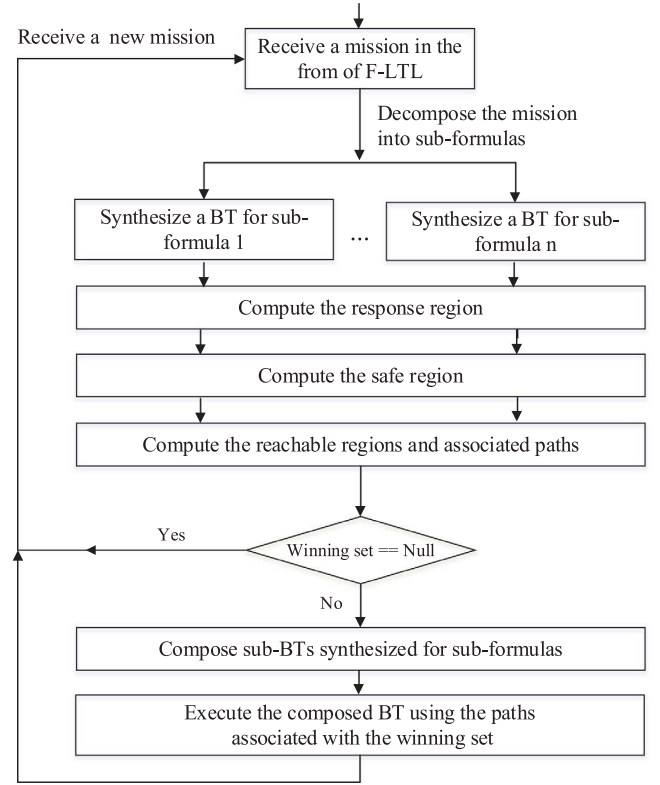 Receive a  new mission
Receive a mission in the
from of F-LTL
Decompose the mission
into sub-formulas
Synthesize a BT for sub-
formula 1
...
Synthesize a BT for sub-
formula n
Compute the response region
Compute the safe region
Compute the reachable regions and associated paths
Yes
Winning set == Null
No
Compose sub-BTs synthesized for sub-formulas
Execute the composed BT using the paths
associated with the winning set